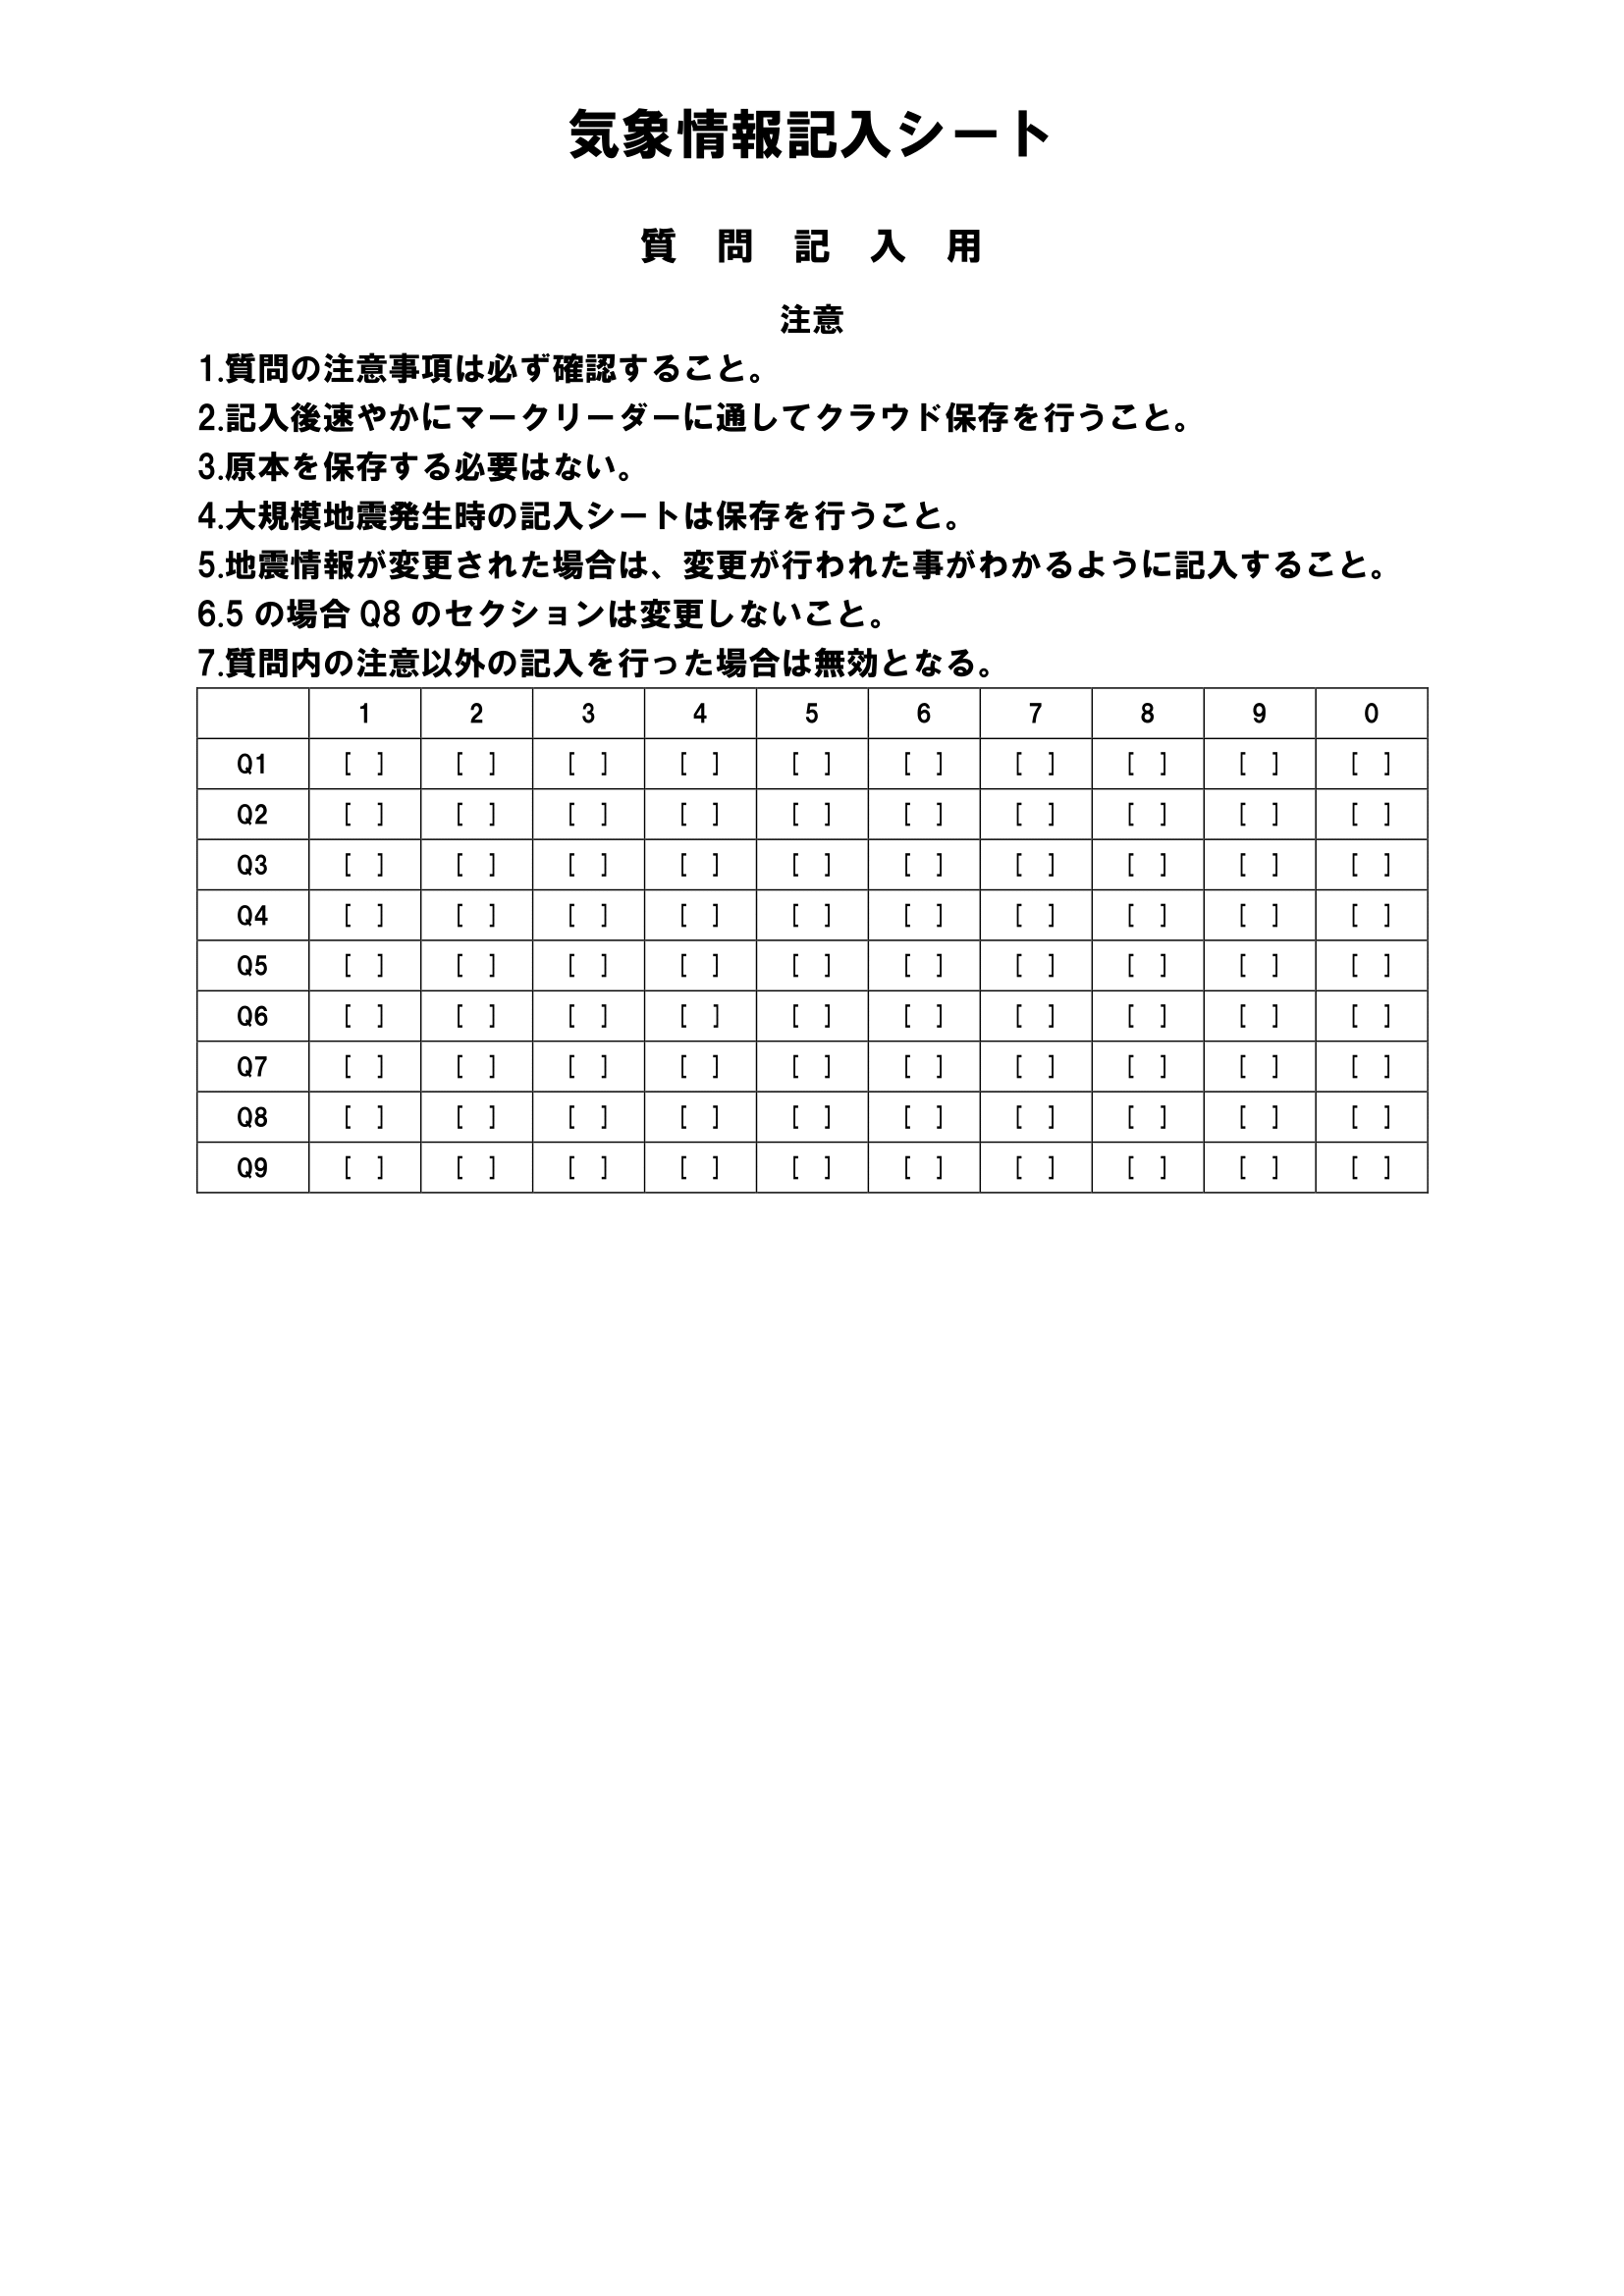 気象情報記入シート
質 問 記 入 用
注意
1.質問の注意事項は必ず確認すること。
2.記入後速やかにマークリーダーに通してクラウド保存を行うこと。
3.原本を保存する必要はない。
4.大規模地震発生時の記入シートは保存を行うこと。
5.地震情報が変更された場合は、変更が行われた事がわかるように記入すること。
6.5 の場合 Q8 のセクションは変更しないこと。
7.質問内の注意以外の記入を行った場合は無効となる。
1 2 3 4 5 6 7 8 9 0
Q1 [ ] [ ] [ ] [ ] [ ] [ ] [ ] [ ] [ ] [ ]
Q2 [ ] [ ] [ ] [ ] [ ] [ ] [ ] [ ] [ ] [ ]
Q3 [ ] [ ] [ ] [ ] [ ] [ ] [ ] [ ] [ ] [ ]
Q4 [ ] [ ] [ ] [ ] [ ] [ ] [ ] [ ] [ ] [ ]
Q5 [ ] [ ] [ ] [ ] [ ] [ ] [ ] [ ] [ ] [ ]
Q6 [ ] [ ] [ ] [ ] [ ] [ ] [ ] [ ] [ ] [ ]
Q7 [ ] [ ] [ ] [ ] [ ] [ ] [ ] [ ] [ ] [ ]
Q8 [ ] [ ] [ ] [ ] [ ] [ ] [ ] [ ] [ ] [ ]
Q9 [ ] [ ] [ ] [ ] [ ] [ ] [ ] [ ] [ ] [ ]